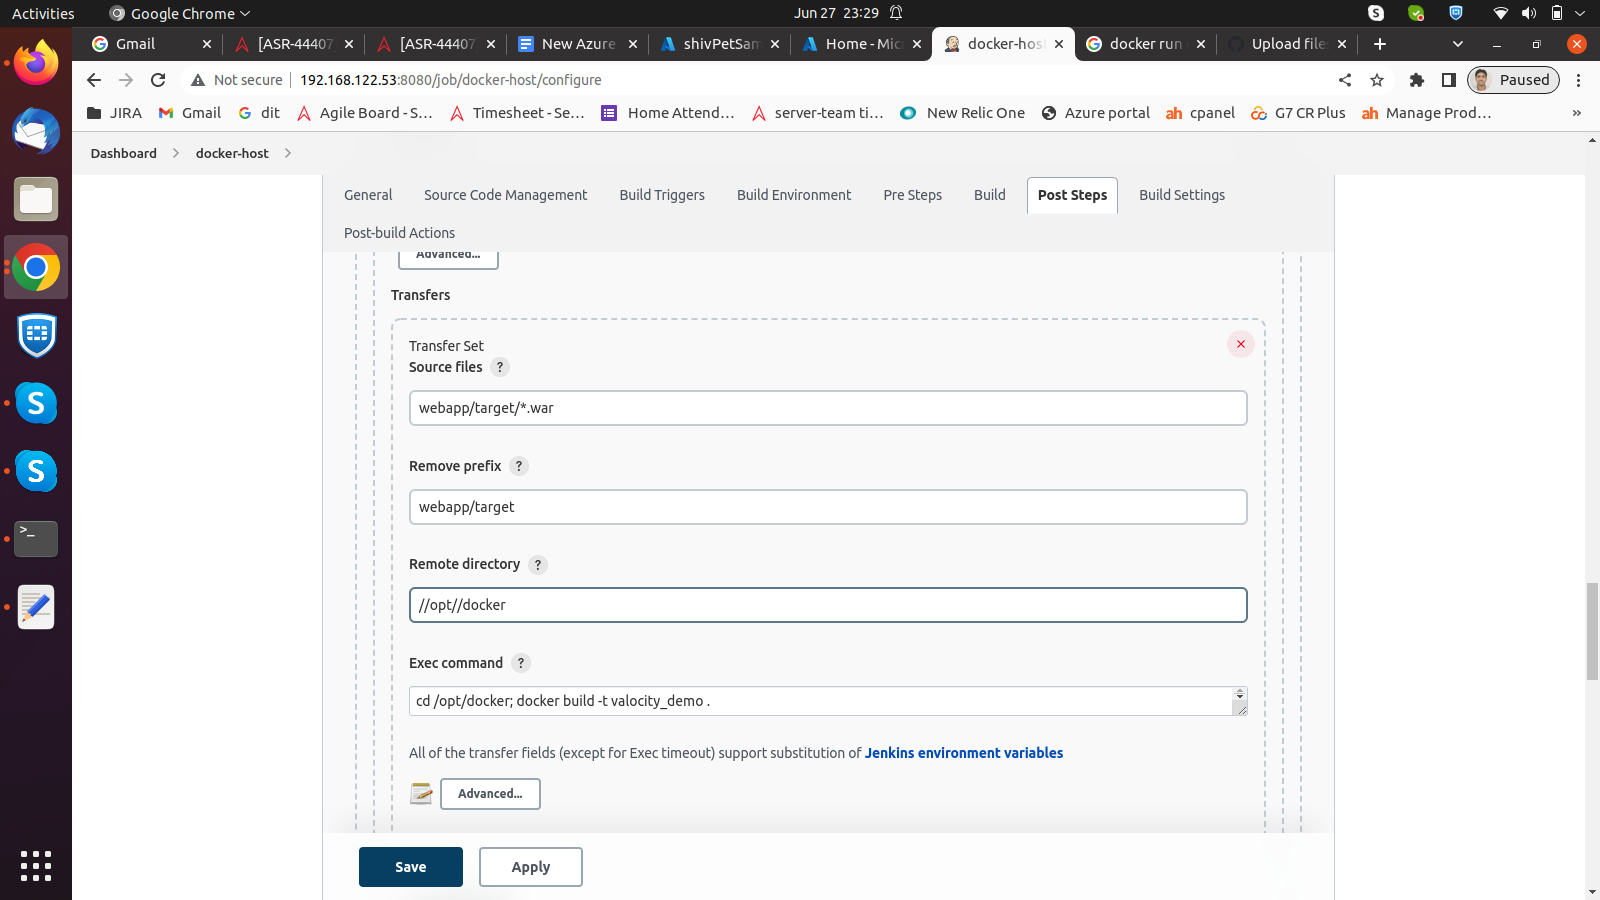 Activities
Google Chrome
Jun 27 23:29
Gmail
[ASR-44407
[ASR-44407
New Azure
shivPetSam
Home - Mic
docker-hos
docker run
Upload file
Not secure
192.168.122.53:8080/job/docker-host/configure
Paused
JIRA
Gmail
dit
Agile Board - S...
Timesheet - Se...
Home Attend...
server-team ti...
New Relic One
Azure portal
cpanel
G7 CR Plus
Manage Prod...
Dashboard
docker-host
General
Source Code Management
Build Triggers
Build Environment
Pre Steps
Build
Post Steps
Build Settings
Post-build Actions
Advanced...
Transfers
Transfer Set
Source files ?
webapp/target/*.war
Remove prefix ?
webapp/target
Remote directory ?
//opt//docker
Exec command ?
cd /opt/docker; docker build -t valocity_demo .
All of the transfer fields (except for Exec timeout) support substitution of Jenkins environment variables
Advanced...
Save
Apply